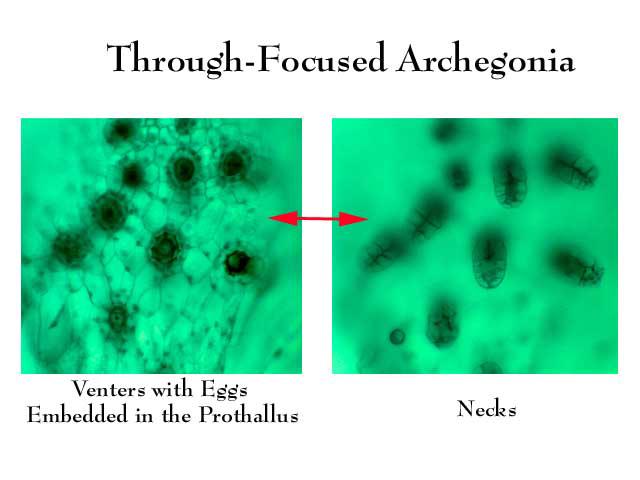 Through-Focused Archegonia
Venters with Eggs
Embedded in the Prothallus
Necks